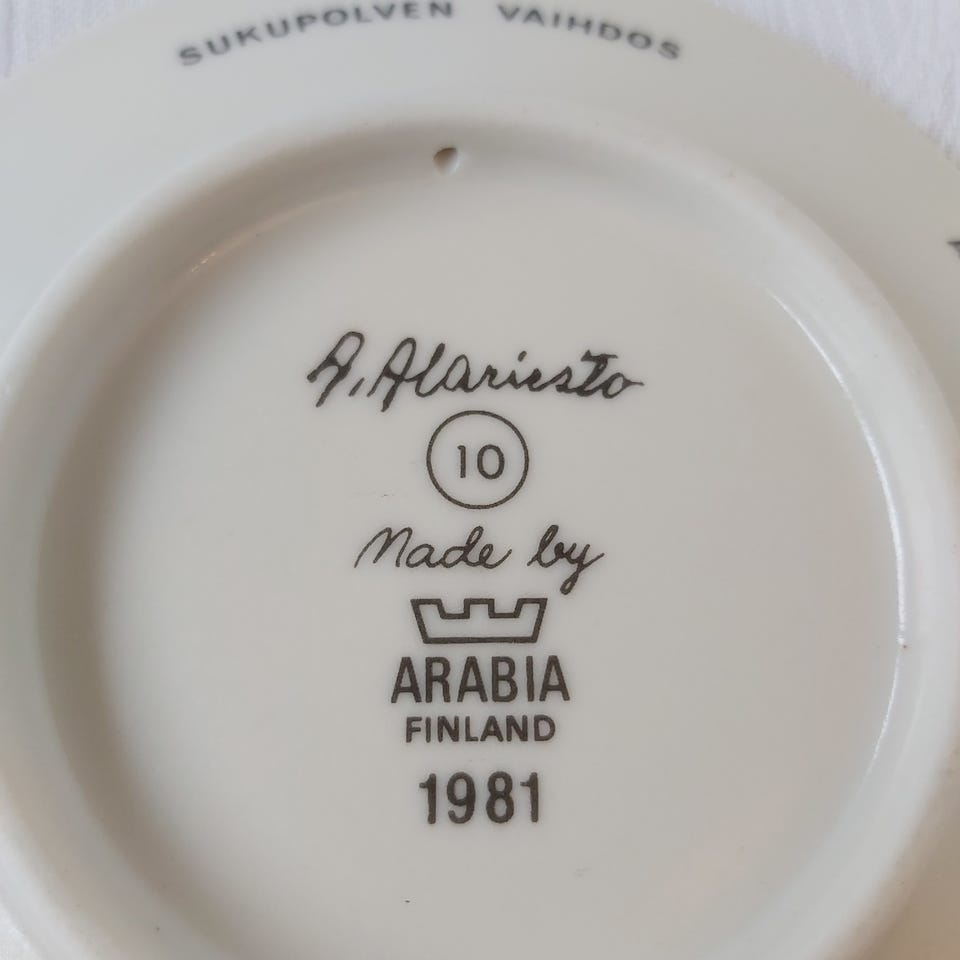 SUKUPOLVEN VAIHDOS
A. Alariesto
10
Made by
ARABIA
FINLAND
1981